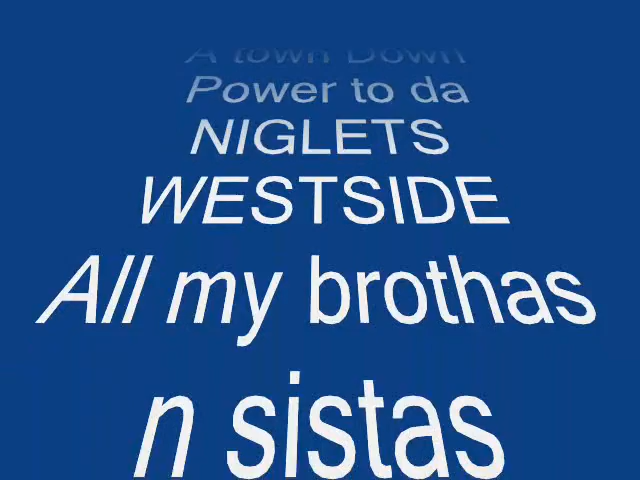 A town Down
Power to da
NIGLETS
WESTSIDE
All my brothas
n sistas